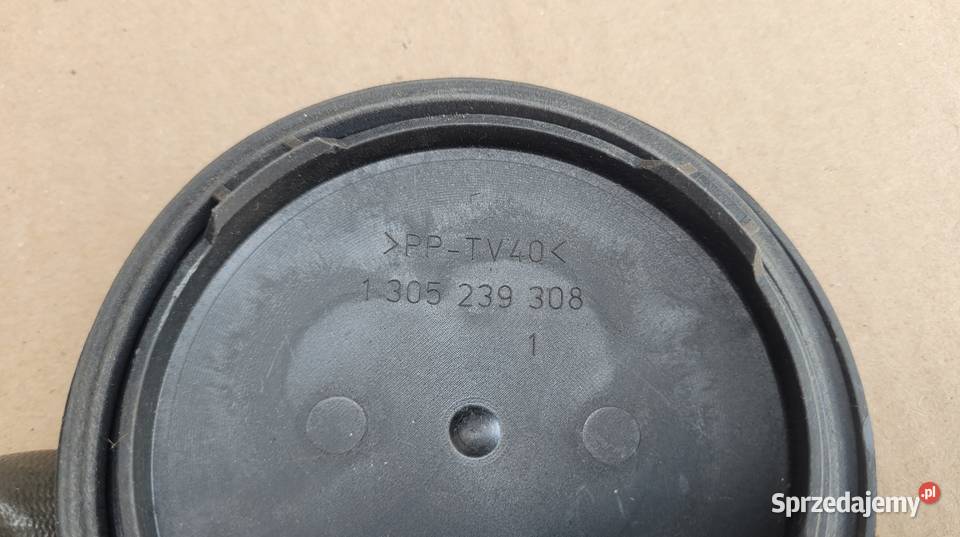 >PP-TV40<
1 305 239 308
1
Sprzedajemy.pl